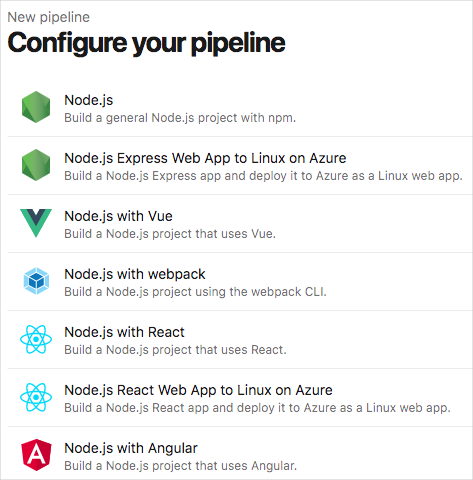 New pipeline
Configure your pipeline
Node.js
Build a general Node.js project with npm.
Node.js Express Web App to Linux on Azure
Build a Node.js Express app and deploy it to Azure as a Linux web app.
Node.js with Vue
Build a Node.js project that uses Vue.
Node.js with webpack
Build a Node.js project using the webpack CLI.
Node.js with React
Build a Node.js project that uses React.
Node.js React Web App to Linux on Azure
Build a Node.js React app and deploy it to Azure as a Linux web app.
Node.js with Angular
Build a Node.js project that uses Angular.